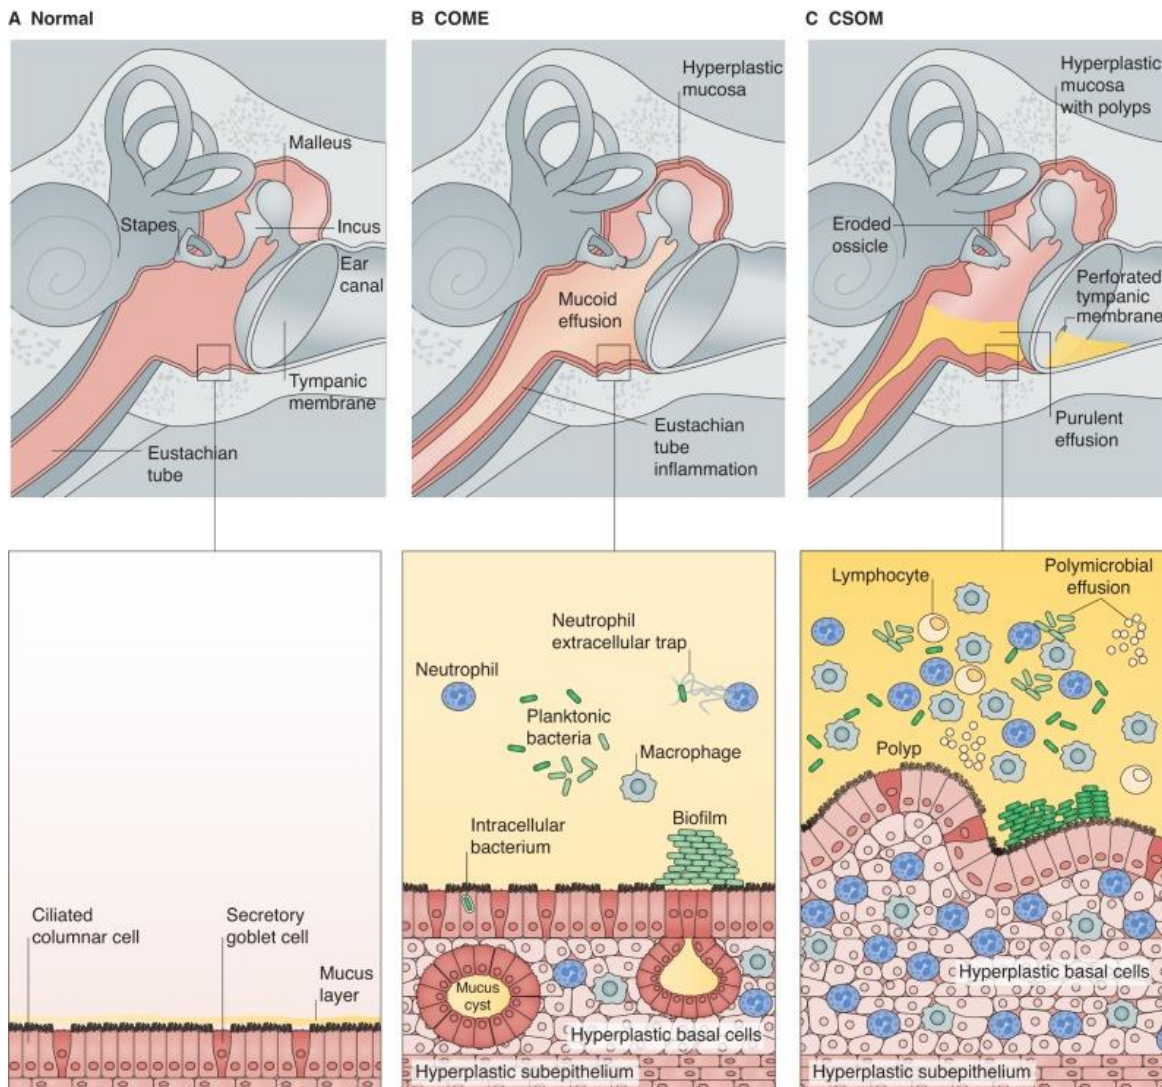 A Normal
B COME
C CSOM
Malleus
Stapes
Incus
Ear
canal
Tympanic
membrane
Eustachian
tube
Hyperplastic
mucosa
Mucoid
effusion
Eustachian
tube
inflammation
Hyperplastic
mucosa
with polyps
Eroded
ossicle
Perforated
tympanic
membrane
Purulent
effusion
Ciliated
columnar cell
Secretory
goblet cell
Mucus
layer
Neutrophil
extracellular trap
Neutrophil
Planktonic
bacteria
Macrophage
Intracellular
bacterium
Biofilm
Mucus
cyst
Hyperplastic basal cells
Hyperplastic subepithelium
Lymphocyte
Polymicrobial
effusion
Polyp
Hyperplastic basal cells
Hyperplastic subepithelium